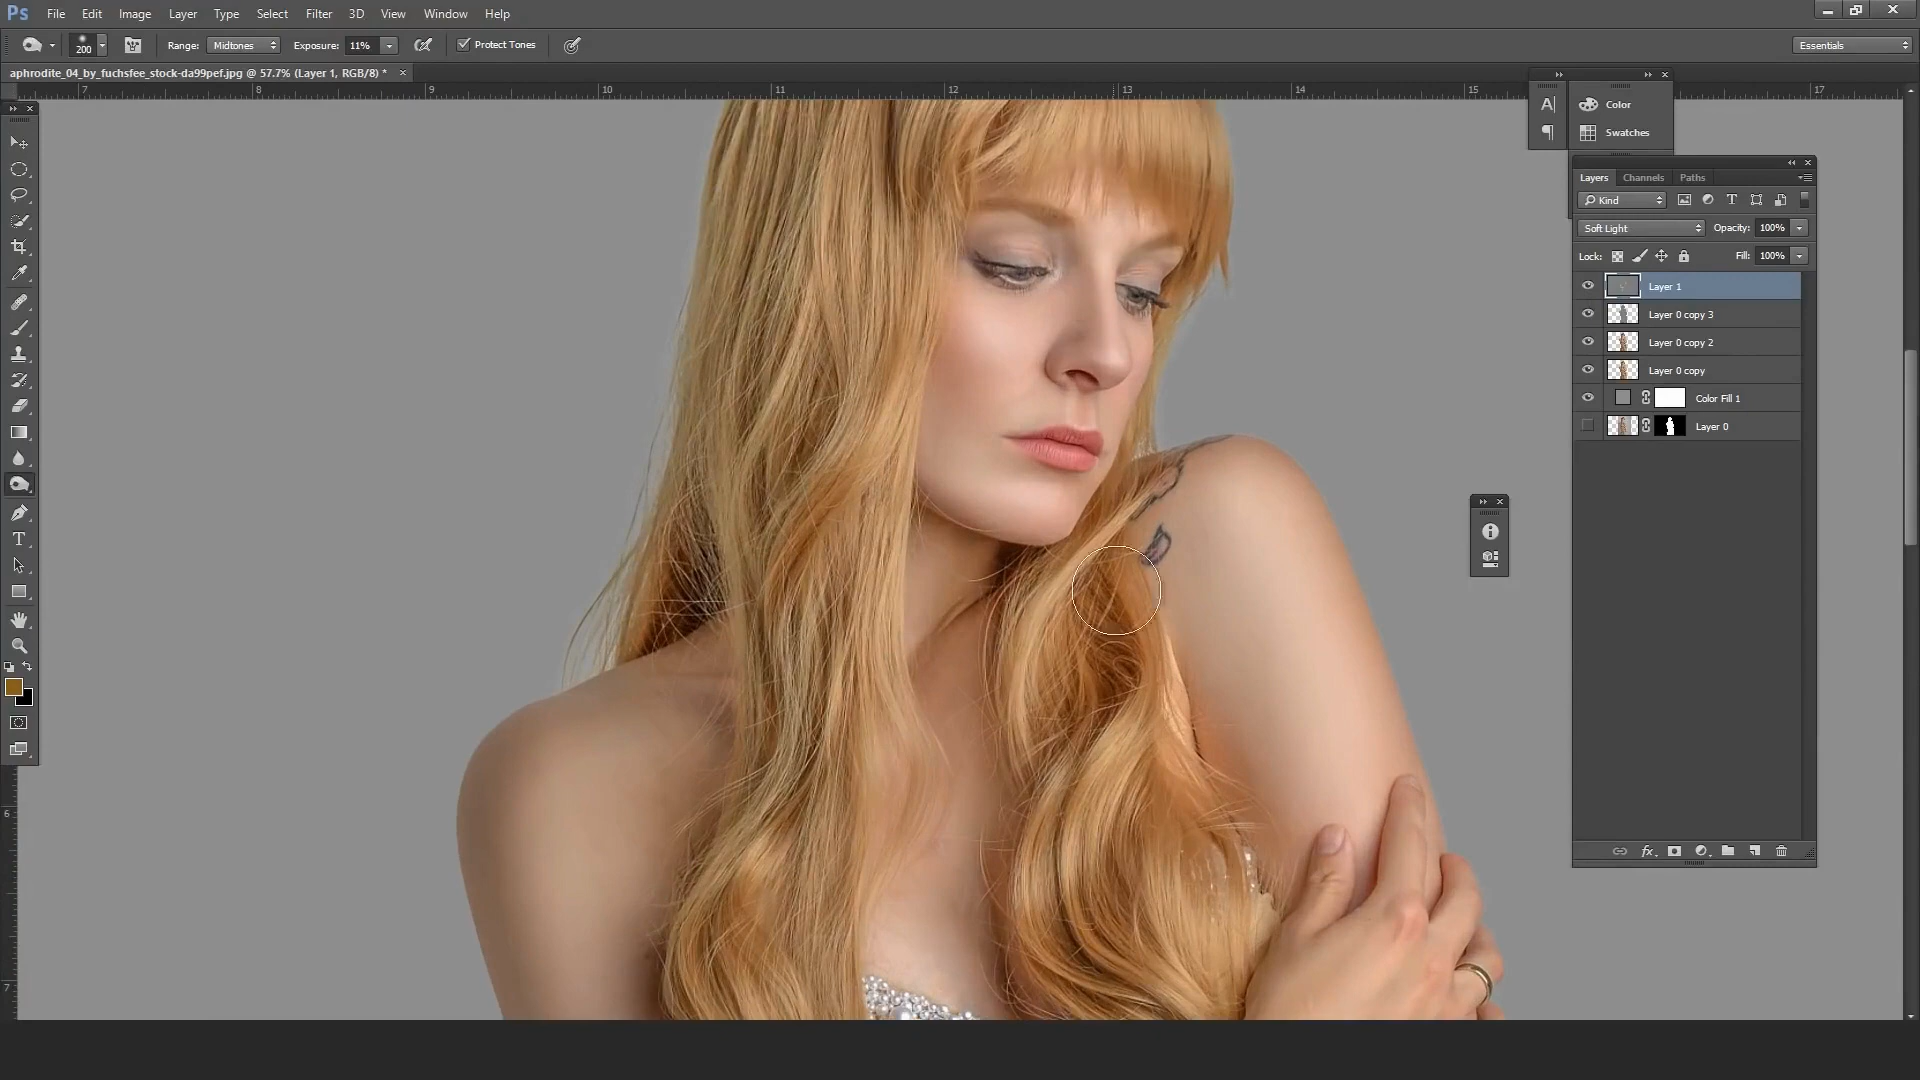 Ps File Edit Image Layer Type Select Filter 3D View Window Help
200 Range: Midtones Exposure: 11% Protect Tones Essentials
aphrodite_04_by_fuchsfee_stock-da99pef.jpg @ 57.7% (Layer 1, RGB/8) * ×
7 8 9 10 11 12 13 14 15 17
A| Color
¶ Swatches
Layers Channels Paths
Kind T
Soft Light Opacity: 100%
Lock: Fill: 100%
Layer 1
Layer 0 copy 3
Layer 0 copy 2
Layer 0 copy
Color Fill 1
Layer 0
T
6
fx
7